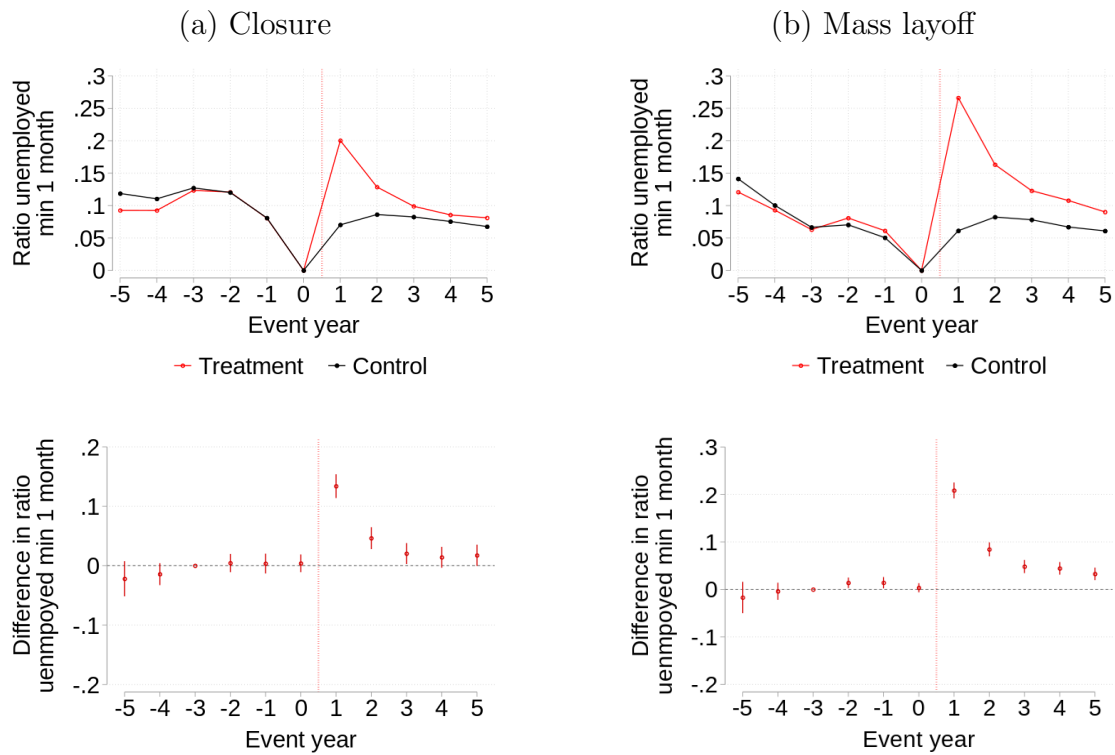 (a) Closure
Ratio unemployed
min 1 month
.3
.25
.2
.15
.1
.05
0
-5 -4 -3 -2 -1 0 1 2 3 4 5
Event year
Treatment Control
(b) Mass layoff
Ratio unemployed
min 1 month
.3
.25
.2
.15
.1
.05
0
-5 -4 -3 -2 -1 0 1 2 3 4 5
Event year
Treatment Control
Difference in ratio
uenmpoyed min 1 month
.2
.1
0
-.1
-.2
-5 -4 -3 -2 -1 0 1 2 3 4 5
Event year
Difference in ratio
uenmpoyed min 1 month
.3
.2
.1
0
-.1
-.2
-5 -4 -3 -2 -1 0 1 2 3 4 5
Event year